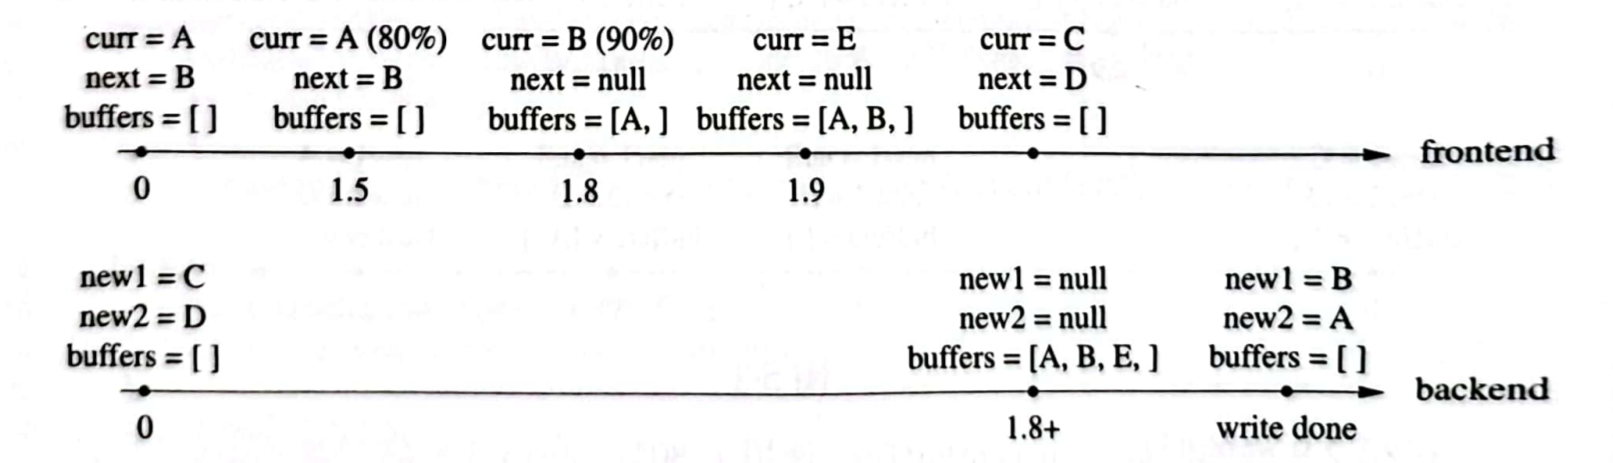 curr = A curr = A (80%) curr = B (90%) curr = E curr = C
next = B next = B next = null next = null next = D
buffers = [ ] buffers = [ ] buffers = [A, ] buffers = [A, B, ] buffers = [ ]
frontend
0 1.5 1.8 1.9
new1 = C new1 = null new1 = B
new2 = D new2 = null new2 = A
buffers = [ ] buffers = [A, B, E, ] buffers = [ ]
backend
0 1.8+ write done